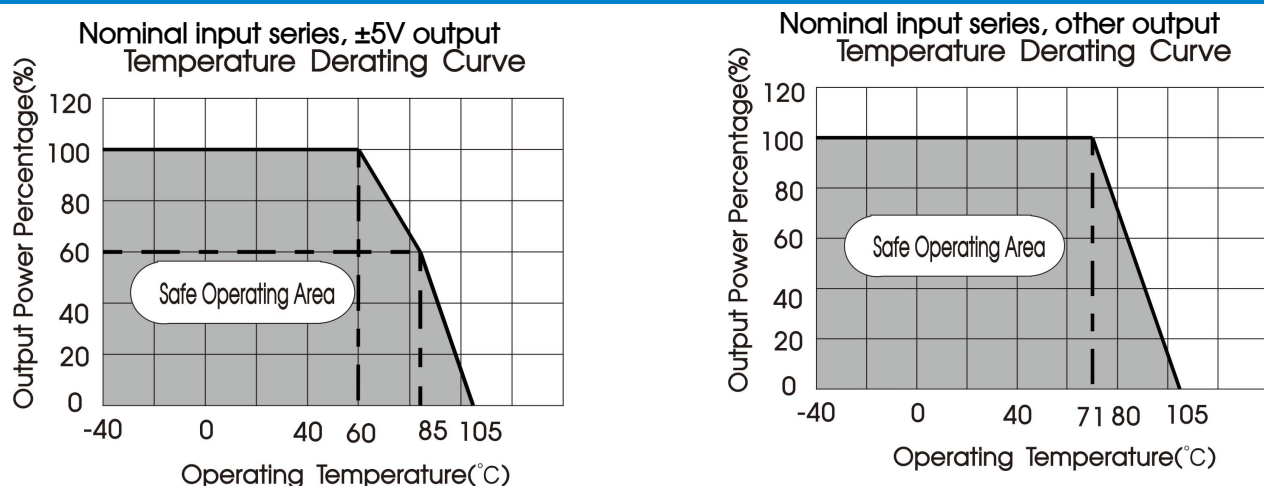 Nominal input series, ±5V output
Temperature Derating Curve
Output Power Percentage(%)
120
100
80
60
40
20
0
Safe Operating Area
-40 0 40 60 85 105
Operating Temperature(°C)
Nominal input series, other output
Temperature Derating Curve
Output Power Percentage(%)
120
100
80
60
40
20
0
Safe Operating Area
-40 0 40 71 80 105
Operating Temperature(°C)